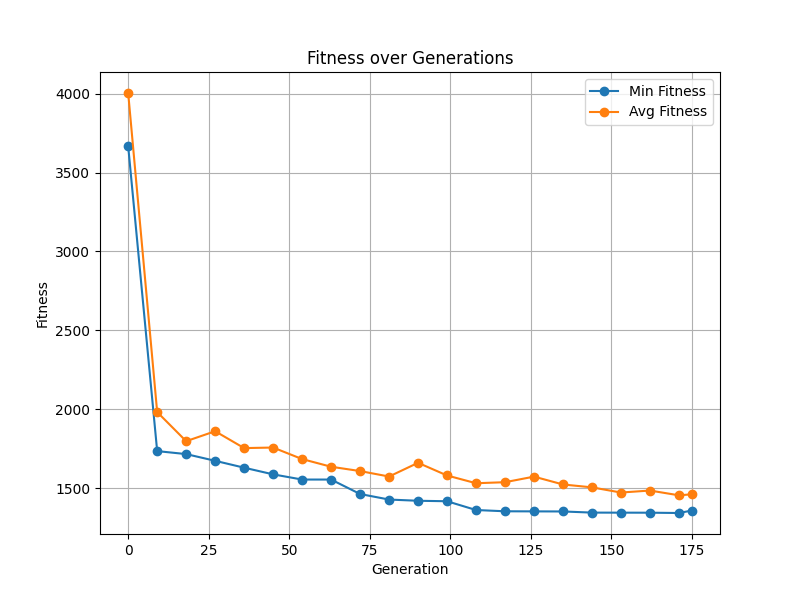 Fitness over Generations
Min Fitness
Avg Fitness
4000
3500
3000
2500
2000
1500
Fitness
0 25 50 75 100 125 150 175
Generation